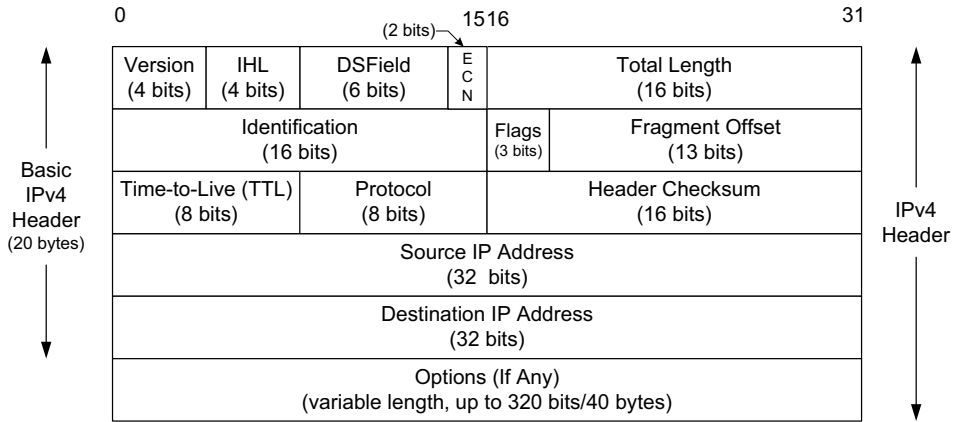 0
1516
31
(2 bits)
Version
(4 bits)
IHL
(4 bits)
DSField
(6 bits)
E
C
N
Total Length
(16 bits)
Identification
(16 bits)
Flags
(3 bits)
Fragment Offset
(13 bits)
Basic
IPv4
Header
(20 bytes)
Time-to-Live (TTL)
(8 bits)
Protocol
(8 bits)
Header Checksum
(16 bits)
IPv4
Header
Source IP Address
(32 bits)
Destination IP Address
(32 bits)
Options (If Any)
(variable length, up to 320 bits/40 bytes)